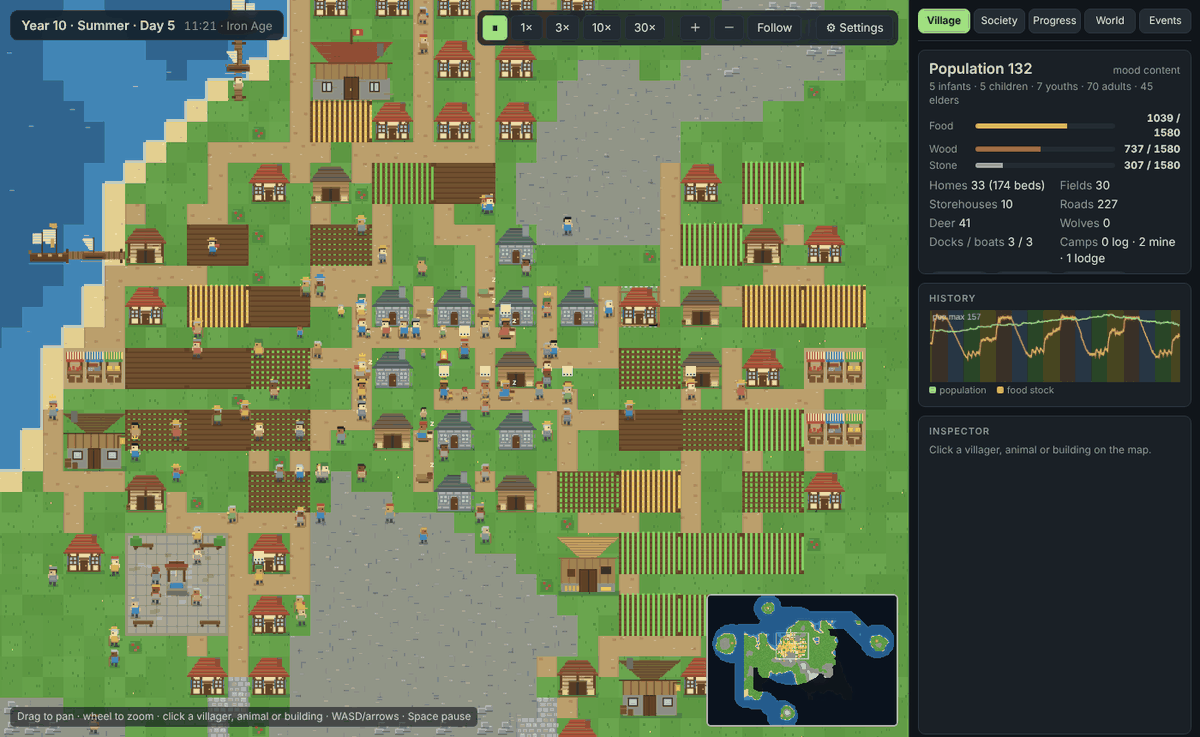 Year 10 · Summer · Day 5 11:21 · Iron Age
1× 3× 10× 30× + − Follow ⚙ Settings
Village Society Progress World Events
Population 132 mood content
5 infants · 5 children · 7 youths · 70 adults · 45
elders
Food 1039 /
1580
Wood 737 / 1580
Stone 307 / 1580
Homes 33 (174 beds) Fields 30
Storehouses 10 Roads 227
Deer 41 Wolves 0
Docks / boats 3 / 3 Camps 0 log · 2 mine
· 1 lodge
HISTORY
max 157
population food stock
INSPECTOR
Click a villager, animal or building on the map.
z
z
z
z
z
z
Drag to pan · wheel to zoom · click a villager, animal or building · WASD/arrows · Space pause